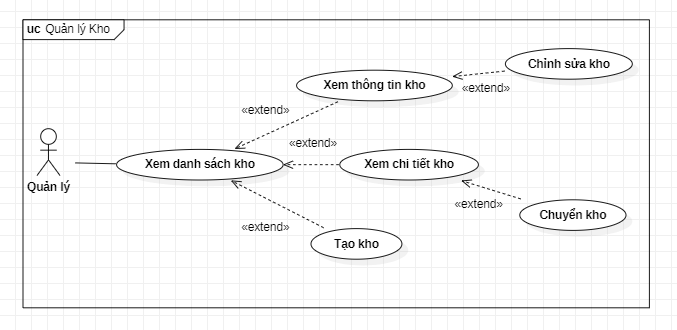 uc Quản lý Kho
Chỉnh sửa kho
Xem thông tin kho
«extend»
«extend»
«extend»
Xem danh sách kho
Xem chi tiết kho
Quản lý
«extend»
Chuyển kho
«extend»
Tạo kho